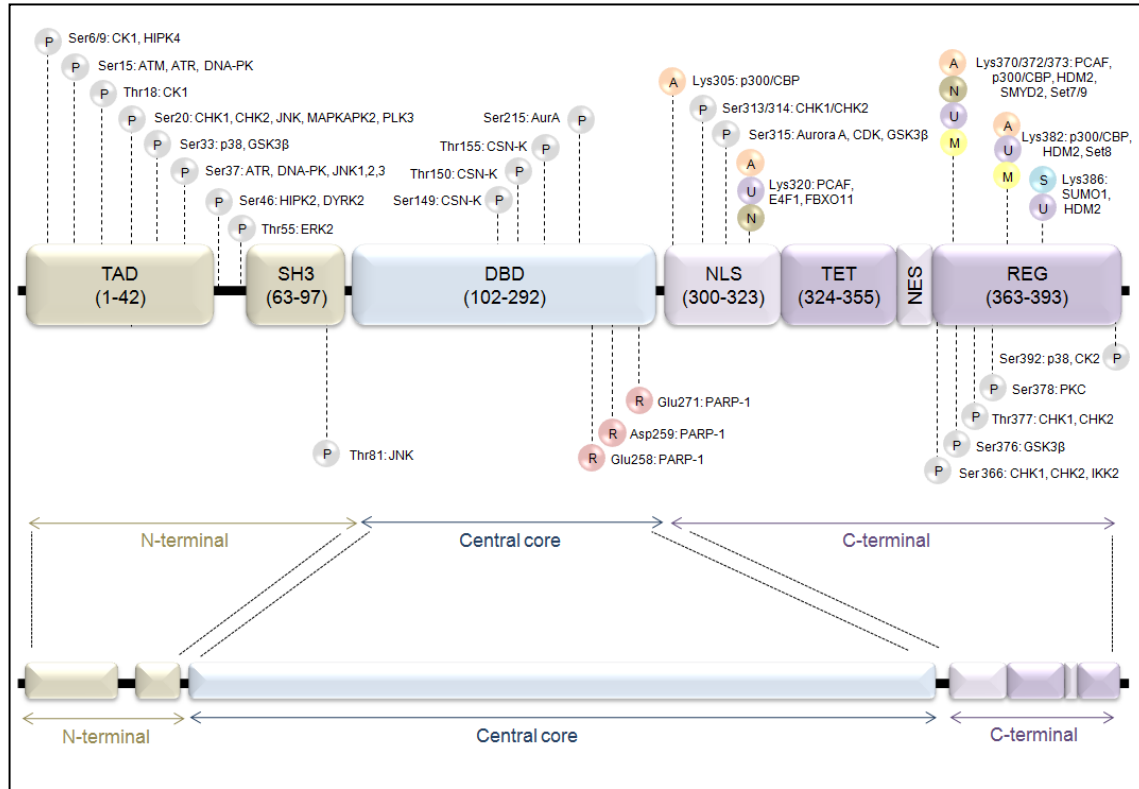 P Ser6/9: CK1, HIPK4
P Ser15: ATM, ATR, DNA-PK
P Thr18: CK1
P Ser20: CHK1, CHK2, JNK, MAPKAPK2, PLK3
P Ser33: p38, GSK3β
P Ser37: ATR, DNA-PK, JNK1,2,3
P Ser46: HIPK2, DYRK2
P Thr55: ERK2
Ser215: AurA P
Thr155: CSN-K P
Thr150: CSN-K P
Ser149: CSN-K P
A Lys305: p300/CBP
P Ser313/314: CHK1/CHK2
P Ser315: Aurora A, CDK, GSK3β
A
U
N
Lys320: PCAF,
E4F1, FBXO11
A
N
U
M
Lys370/372/373: PCAF,
p300/CBP, HDM2,
SMYD2, Set7/9
A
U
M
Lys382: p300/CBP,
HDM2, Set8
S
U
Lys386:
SUMO1,
HDM2
TAD
(1-42)
SH3
(63-97)
DBD
(102-292)
NLS
(300-323)
TET
(324-355)
NES
REG
(363-393)
P Thr81: JNK
R Glu271: PARP-1
R Asp259: PARP-1
R Glu258: PARP-1
Ser392: p38, CK2 P
P Ser378: PKC
P Thr377: CHK1, CHK2
P Ser376: GSK3β
P Ser366: CHK1, CHK2, IKK2
N-terminal
Central core
C-terminal
N-terminal
Central core
C-terminal